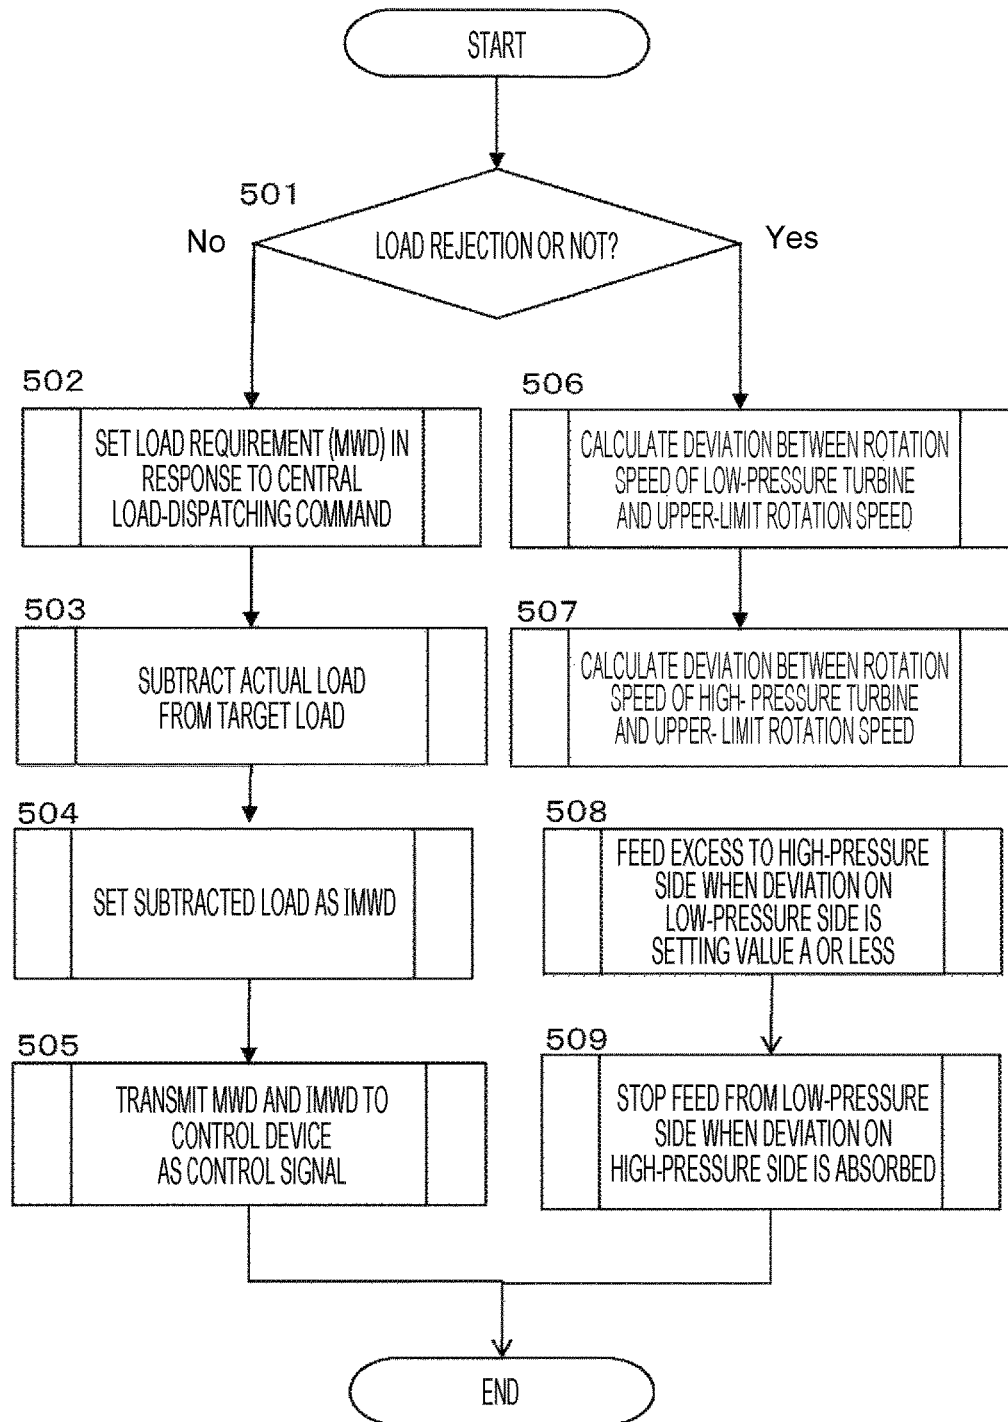 START
501
No
LOAD REJECTION OR NOT?
Yes
502
SET LOAD REQUIREMENT (MWD) IN
RESPONSE TO CENTRAL
LOAD-DISPATCHING COMMAND
503
SUBTRACT ACTUAL LOAD
FROM TARGET LOAD
504
SET SUBTRACTED LOAD AS IMWD
505
TRANSMIT MWD AND IMWD TO
CONTROL DEVICE
AS CONTROL SIGNAL
506
CALCULATE DEVIATION BETWEEN ROTATION
SPEED OF LOW-PRESSURE TURBINE
AND UPPER-LIMIT ROTATION SPEED
507
CALCULATE DEVIATION BETWEEN ROTATION
SPEED OF HIGH- PRESSURE TURBINE
AND UPPER- LIMIT ROTATION SPEED
508
FEED EXCESS TO HIGH-PRESSURE
SIDE WHEN DEVIATION ON
LOW-PRESSURE SIDE IS
SETTING VALUE A OR LESS
509
STOP FEED FROM LOW-PRESSURE
SIDE WHEN DEVIATION ON
HIGH-PRESSURE SIDE IS ABSORBED
END